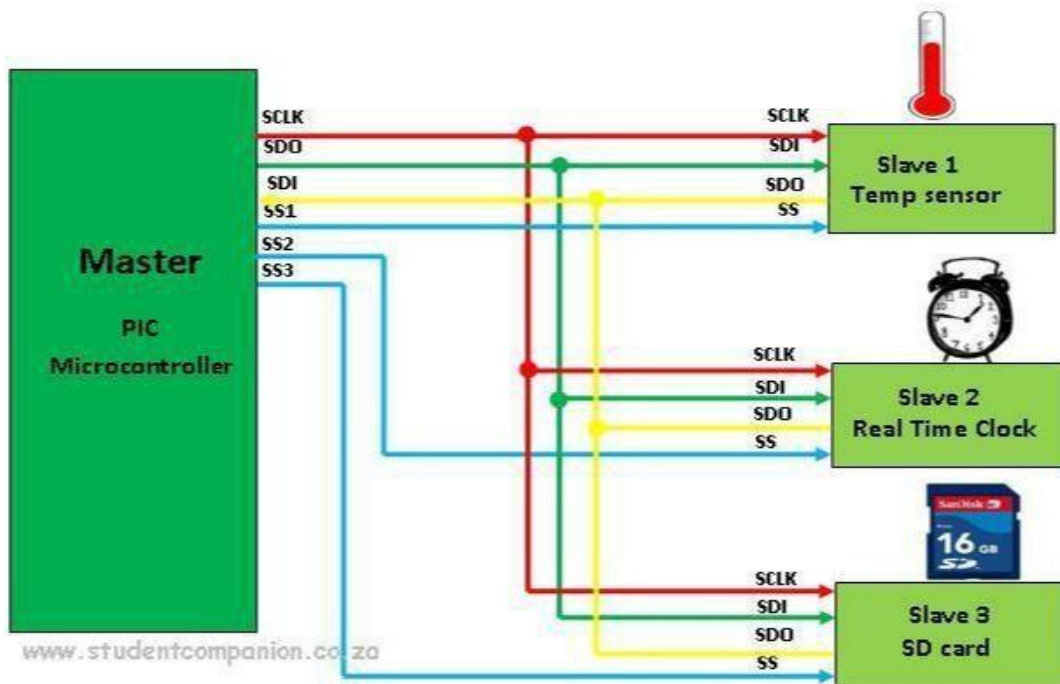 SCLK
SDO
SDI
SS1
SS2
SS3
Master
PIC
Microcontroller
SCLK
SDI
SDO
SS
Slave 1
Temp sensor
SCLK
SDI
SDO
SS
Slave 2
Real Time Clock
SanDisk
16 GB
SD
SCLK
SDI
SDO
SS
Slave 3
SD card
www.studentcompanion.co.za